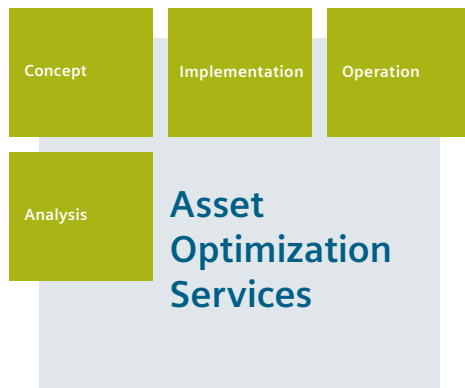 Concept
Implementation
Operation
Analysis
Asset
Optimization
Services